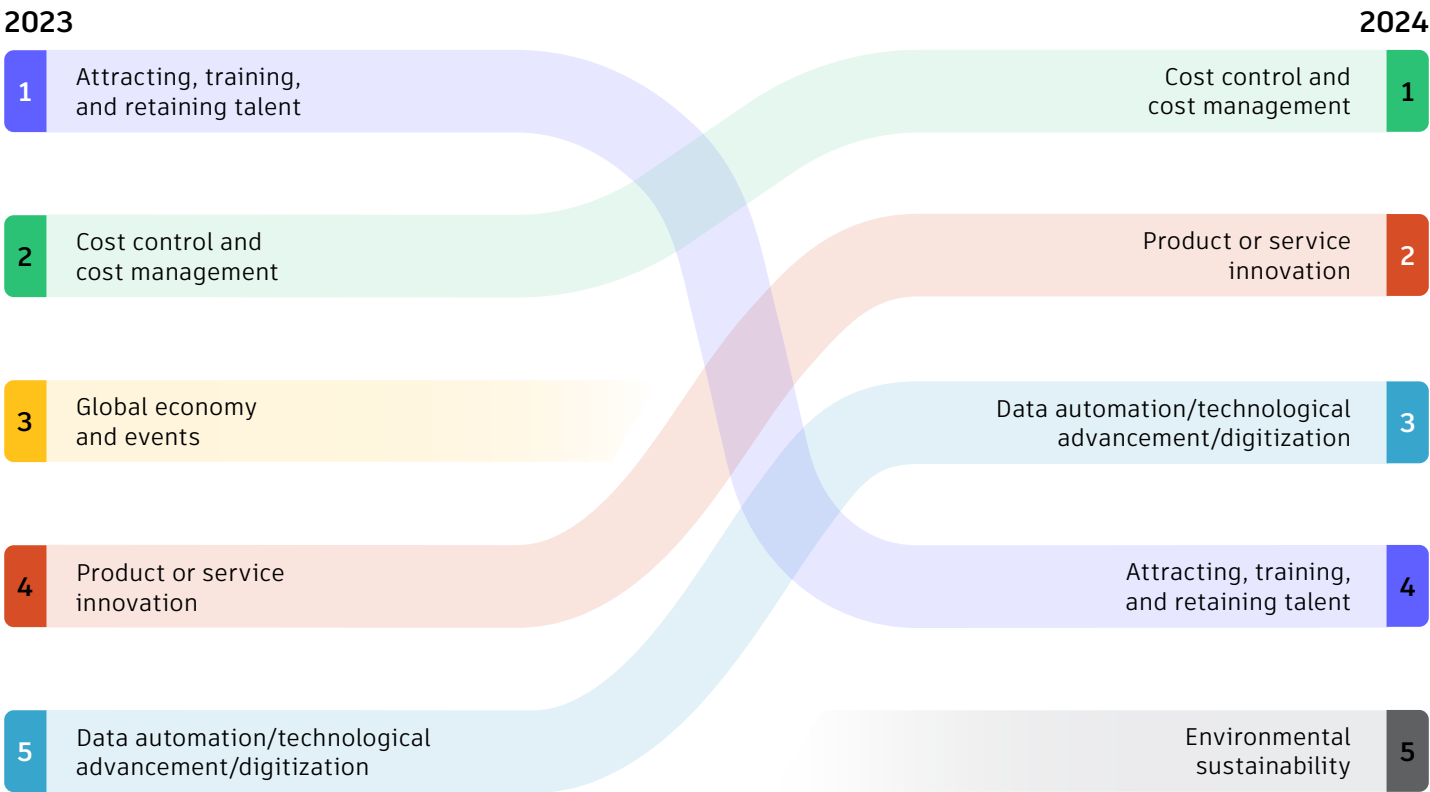 2023
2024
1
Attracting, training,
and retaining talent
Cost control and
cost management
1
2
Cost control and
cost management
Product or service
innovation
2
3
Global economy
and events
Data automation/technological
advancement/digitization
3
4
Product or service
innovation
Attracting, training,
and retaining talent
4
5
Data automation/technological
advancement/digitization
Environmental
sustainability
5